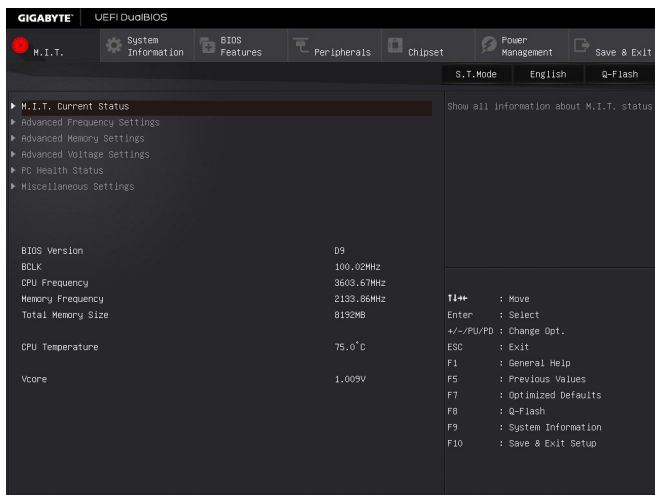 GIGABYTE™ UEFI DualBIOS
M.I.T.
System Information
BIOS Features
Peripherals
Chipset
Power Management
Save & Exit
S.T.Mode English Q-Flash
M.I.T. Current Status
Advanced Frequency Settings
Advanced Memory Settings
Advanced Voltage Settings
PC Health Status
Miscellaneous Settings
Show all information about M.I.T. status
BIOS Version D9
BCLK 100.02MHz
CPU Frequency 3603.67MHz
Memory Frequency 2133.86MHz
Total Memory Size 8192MB
CPU Temperature 75.0°C
Vcore 1.009V
↑↓→← : Move
Enter : Select
+/-/PU/PD : Change Opt.
ESC : Exit
F1 : General Help
F5 : Previous Values
F7 : Optimized Defaults
F8 : Q-Flash
F9 : System Information
F10 : Save & Exit Setup